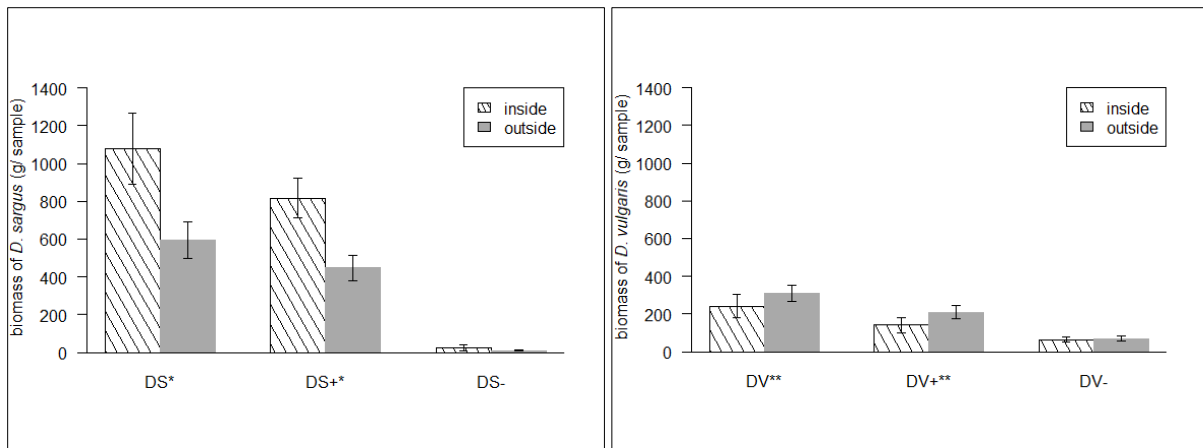 biomass of D. sargus (g/ sample)
1400
1200
1000
800
600
400
200
0
inside
outside
DS*
DS+*
DS-
biomass of D. vulgaris (g/ sample)
1400
1200
1000
800
600
400
200
0
inside
outside
DV**
DV+**
DV-